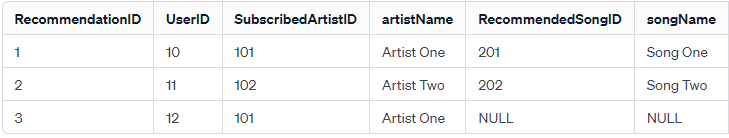 RecommendationID UserID SubscribedArtistID artistName RecommendedSongID songName
1 10 101 Artist One 201 Song One
2 11 102 Artist Two 202 Song Two
3 12 101 Artist One NULL NULL